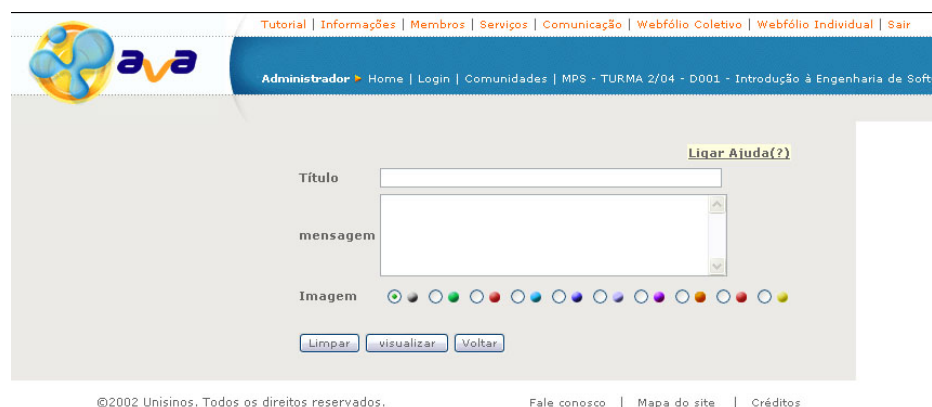 Tutorial | Informações | Membros | Serviços | Comunicação | Webfólio Coletivo | Webfólio Individual | Sair
ava
Administrador ► Home | Login | Comunidades | MPS - TURMA 2/04 - D001 - Introdução à Engenharia de Soft
Ligar Ajuda(?)
Título
mensagem
Imagem
Limpar visualizar Voltar
©2002 Unisinos. Todos os direitos reservados. Fale conosco | Mapa do site | Créditos